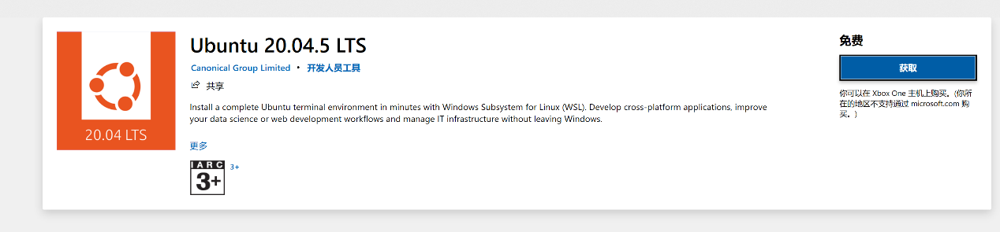 Ubuntu 20.04.5 LTS
Canonical Group Limited • 开发人员工具
共享
Install a complete Ubuntu terminal environment in minutes with Windows Subsystem for Linux (WSL). Develop cross-platform applications, improve
your data science or web development workflows and manage IT infrastructure without leaving Windows.
20.04 LTS
更多
IARC
3+
3+
免费
获取
你可以在 Xbox One 主机上购买。(你所
在的地区不支持通过 microsoft.com 购
买。)